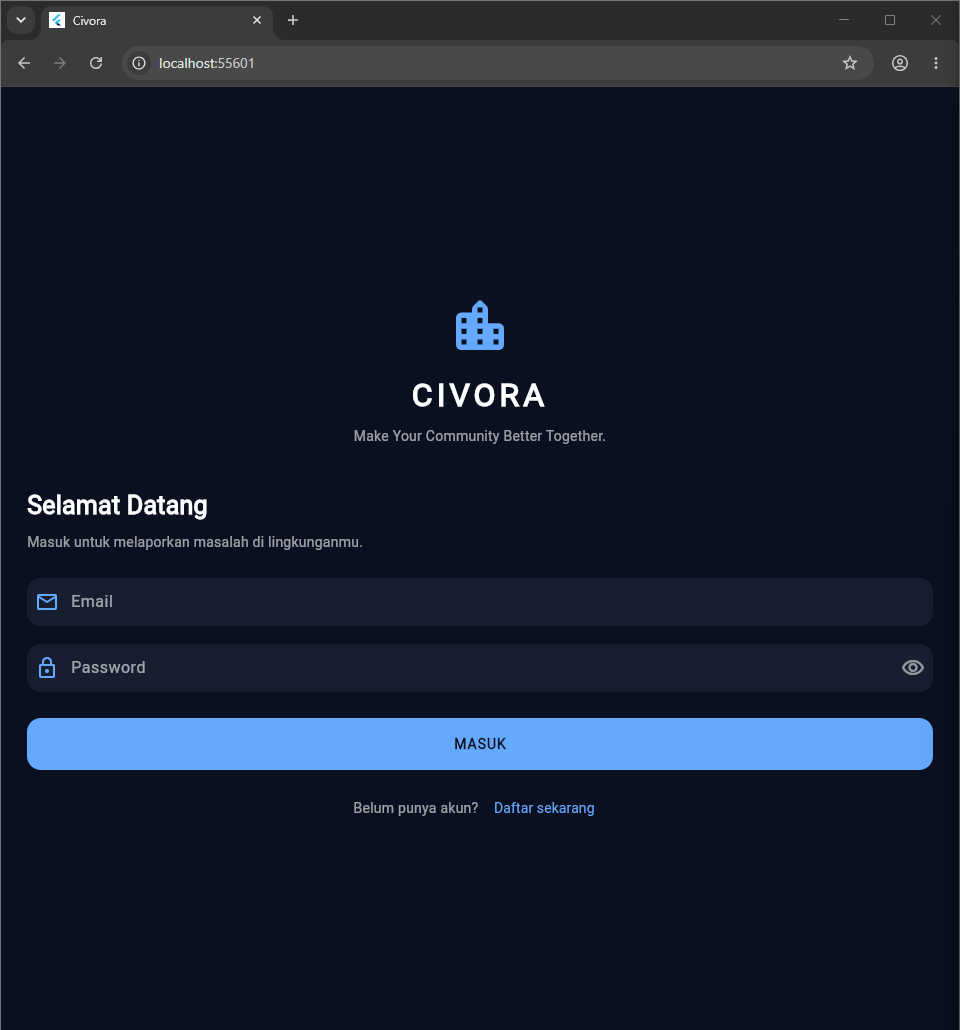 Civora
localhost:55601
CIVORA
Make Your Community Better Together.
Selamat Datang
Masuk untuk melaporkan masalah di lingkunganmu.
Email
Password
MASUK
Belum punya akun? Daftar sekarang